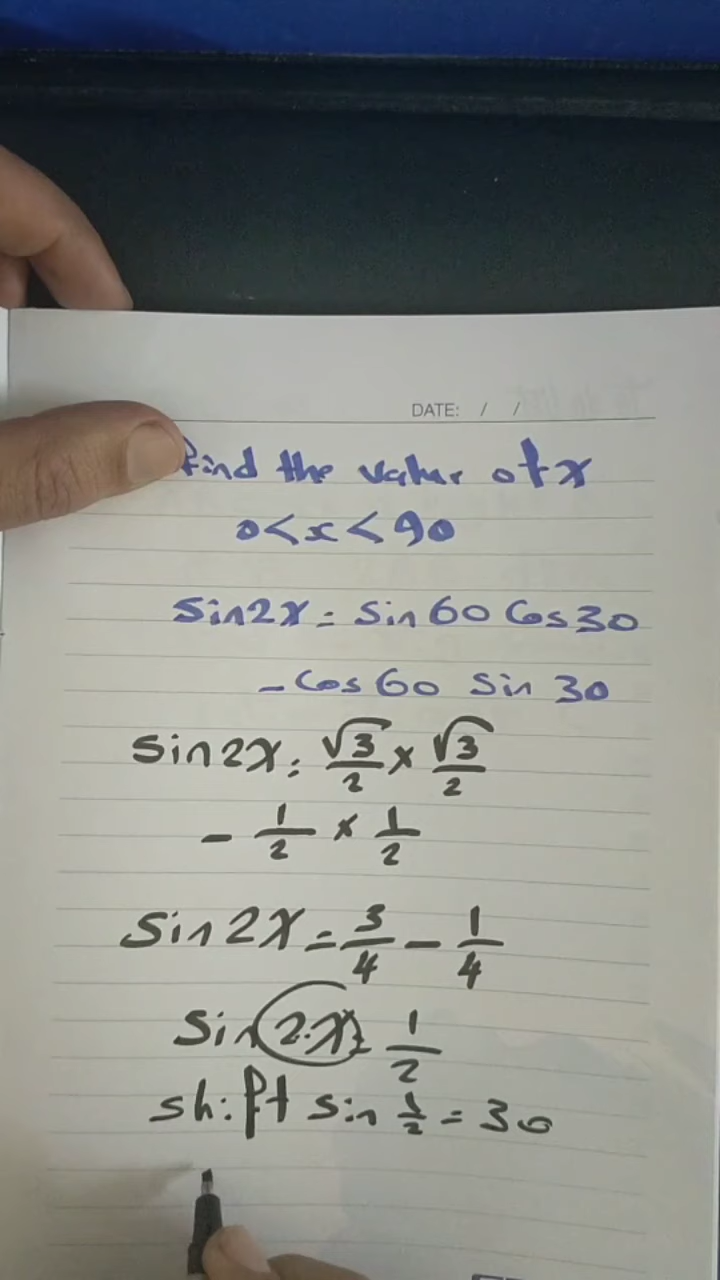 DATE: / /
find the value of x
0<x<90
sin2x = sin 60 Cos 30
- Cos 60 Sin 30
sin2x = √3/2 × √3/2
- 1/2 × 1/2
sin2x = 3/4 - 1/4
Sin 2x = 1/2
shift sin 1/2 = 30